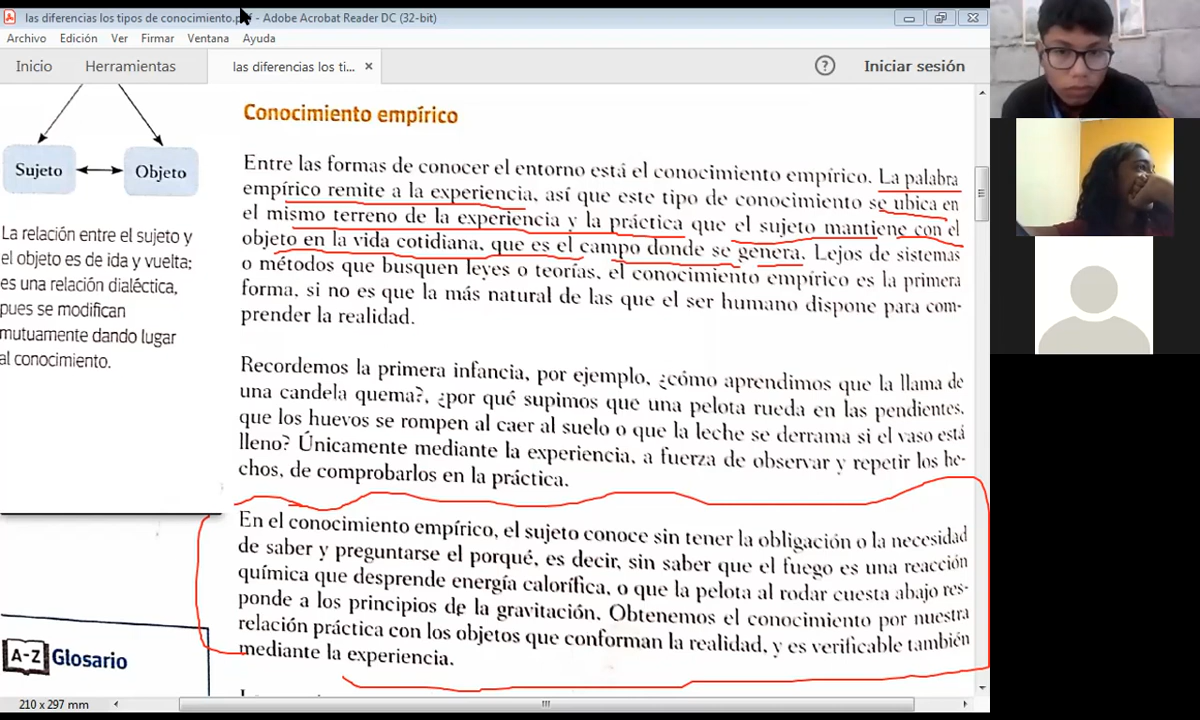 las diferencias los tipos de conocimiento.pdf - Adobe Acrobat Reader DC (32-bit)
Archivo Edición Ver Firmar Ventana Ayuda
Inicio Herramientas las diferencias los ti... × ? Iniciar sesión
Sujeto Objeto
La relación entre el sujeto y
el objeto es de ida y vuelta;
es una relación dialéctica,
pues se modifican
mutuamente dando lugar
al conocimiento.
A-Z Glosario
Conocimiento empírico
Entre las formas de conocer el entorno está el conocimiento empírico. La palabra
empírico remite a la experiencia, así que este tipo de conocimiento se ubica en
el mismo terreno de la experiencia y la práctica que el sujeto mantiene con el
objeto en la vida cotidiana, que es el campo donde se genera. Lejos de sistemas
o métodos que busquen leyes o teorías, el conocimiento empírico es la primera
forma, si no es que la más natural de las que el ser humano dispone para com-
prender la realidad.
Recordemos la primera infancia, por ejemplo, ¿cómo aprendimos que la llama de
una candela quema?, ¿por qué supimos que una pelota rueda en las pendientes,
que los huevos se rompen al caer al suelo o que la leche se derrama si el vaso está
lleno? Únicamente mediante la experiencia, a fuerza de observar y repetir los he-
chos, de comprobarlos en la práctica.
En el conocimiento empírico, el sujeto conoce sin tener la obligación o la necesidad
de saber y preguntarse el porqué, es decir, sin saber que el fuego es una reacción
química que desprende energía calorífica, o que la pelota al rodar cuesta abajo res-
ponde a los principios de la gravitación. Obtenemos el conocimiento por nuestra
relación práctica con los objetos que conforman la realidad, y es verificable también
mediante la experiencia.
210 x 297 mm